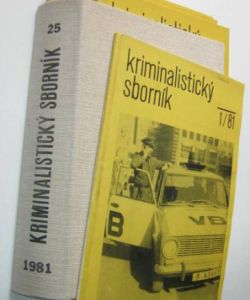 25
KRIMINALISTICKÝ SBORNÍK
1981
kriminalistický
sborník
1/81
VB
B